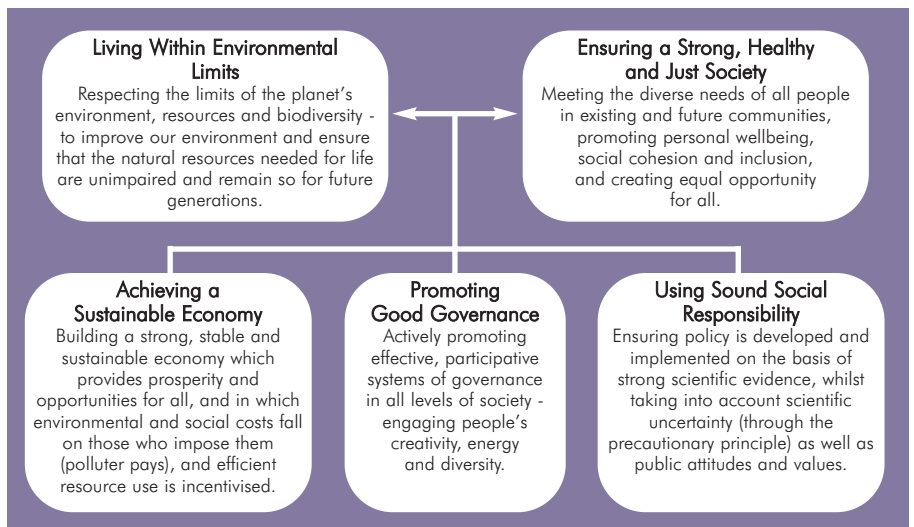 Living Within Environmental
Limits
Respecting the limits of the planet's
environment, resources and biodiversity -
to improve our environment and ensure
that the natural resources needed for life
are unimpaired and remain so for future
generations.
Ensuring a Strong, Healthy
and Just Society
Meeting the diverse needs of all people
in existing and future communities,
promoting personal wellbeing,
social cohesion and inclusion,
and creating equal opportunity
for all.
Achieving a
Sustainable Economy
Building a strong, stable and
sustainable economy which
provides prosperity and
opportunities for all, and in which
environmental and social costs fall
on those who impose them
(polluter pays), and efficient
resource use is incentivised.
Promoting
Good Governance
Actively promoting
effective, participative
systems of governance
in all levels of society -
engaging people's
creativity, energy
and diversity.
Using Sound Social
Responsibility
Ensuring policy is developed and
implemented on the basis of
strong scientific evidence, whilst
taking into account scientific
uncertainty (through the
precautionary principle) as well as
public attitudes and values.